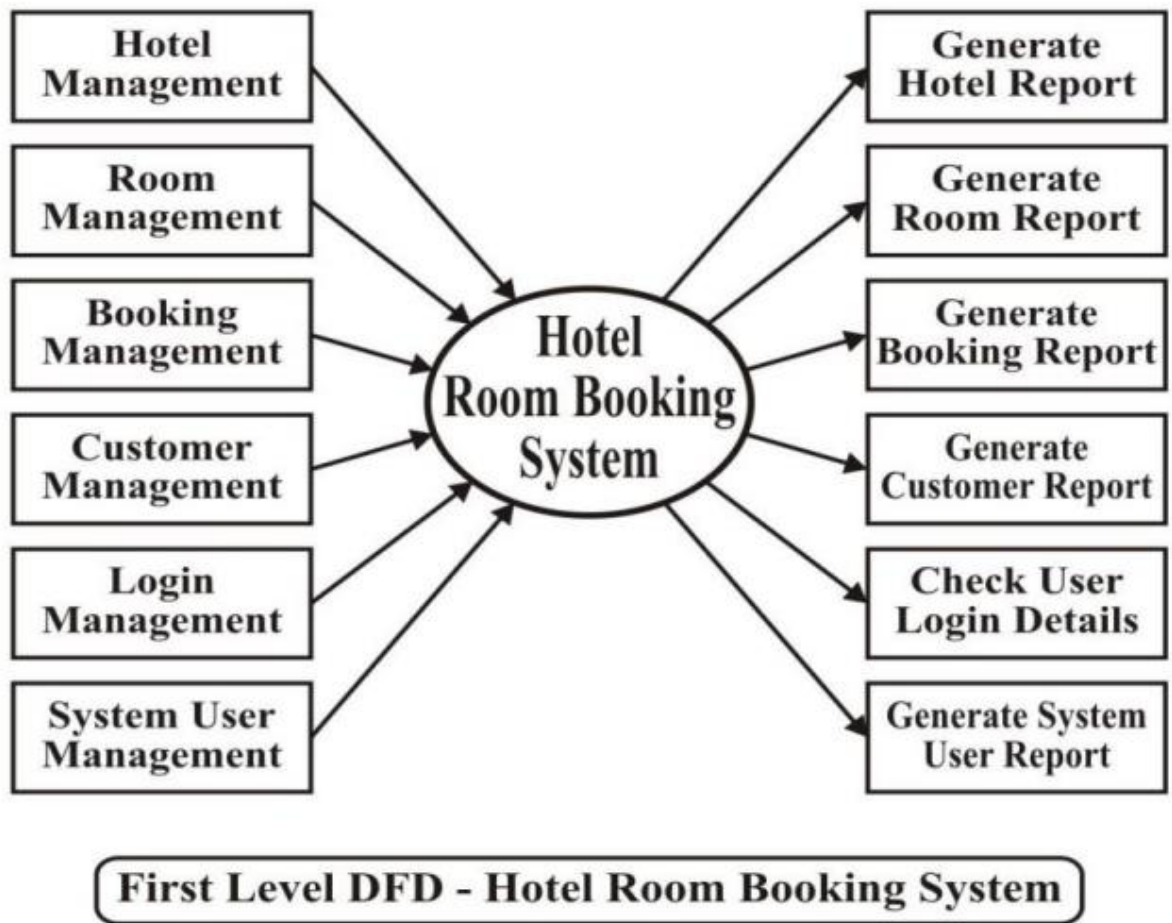 Hotel
Management
Room
Management
Booking
Management
Customer
Management
Login
Management
System User
Management
Hotel
Room Booking
System
Generate
Hotel Report
Generate
Room Report
Generate
Booking Report
Generate
Customer Report
Check User
Login Details
Generate System
User Report
First Level DFD - Hotel Room Booking System